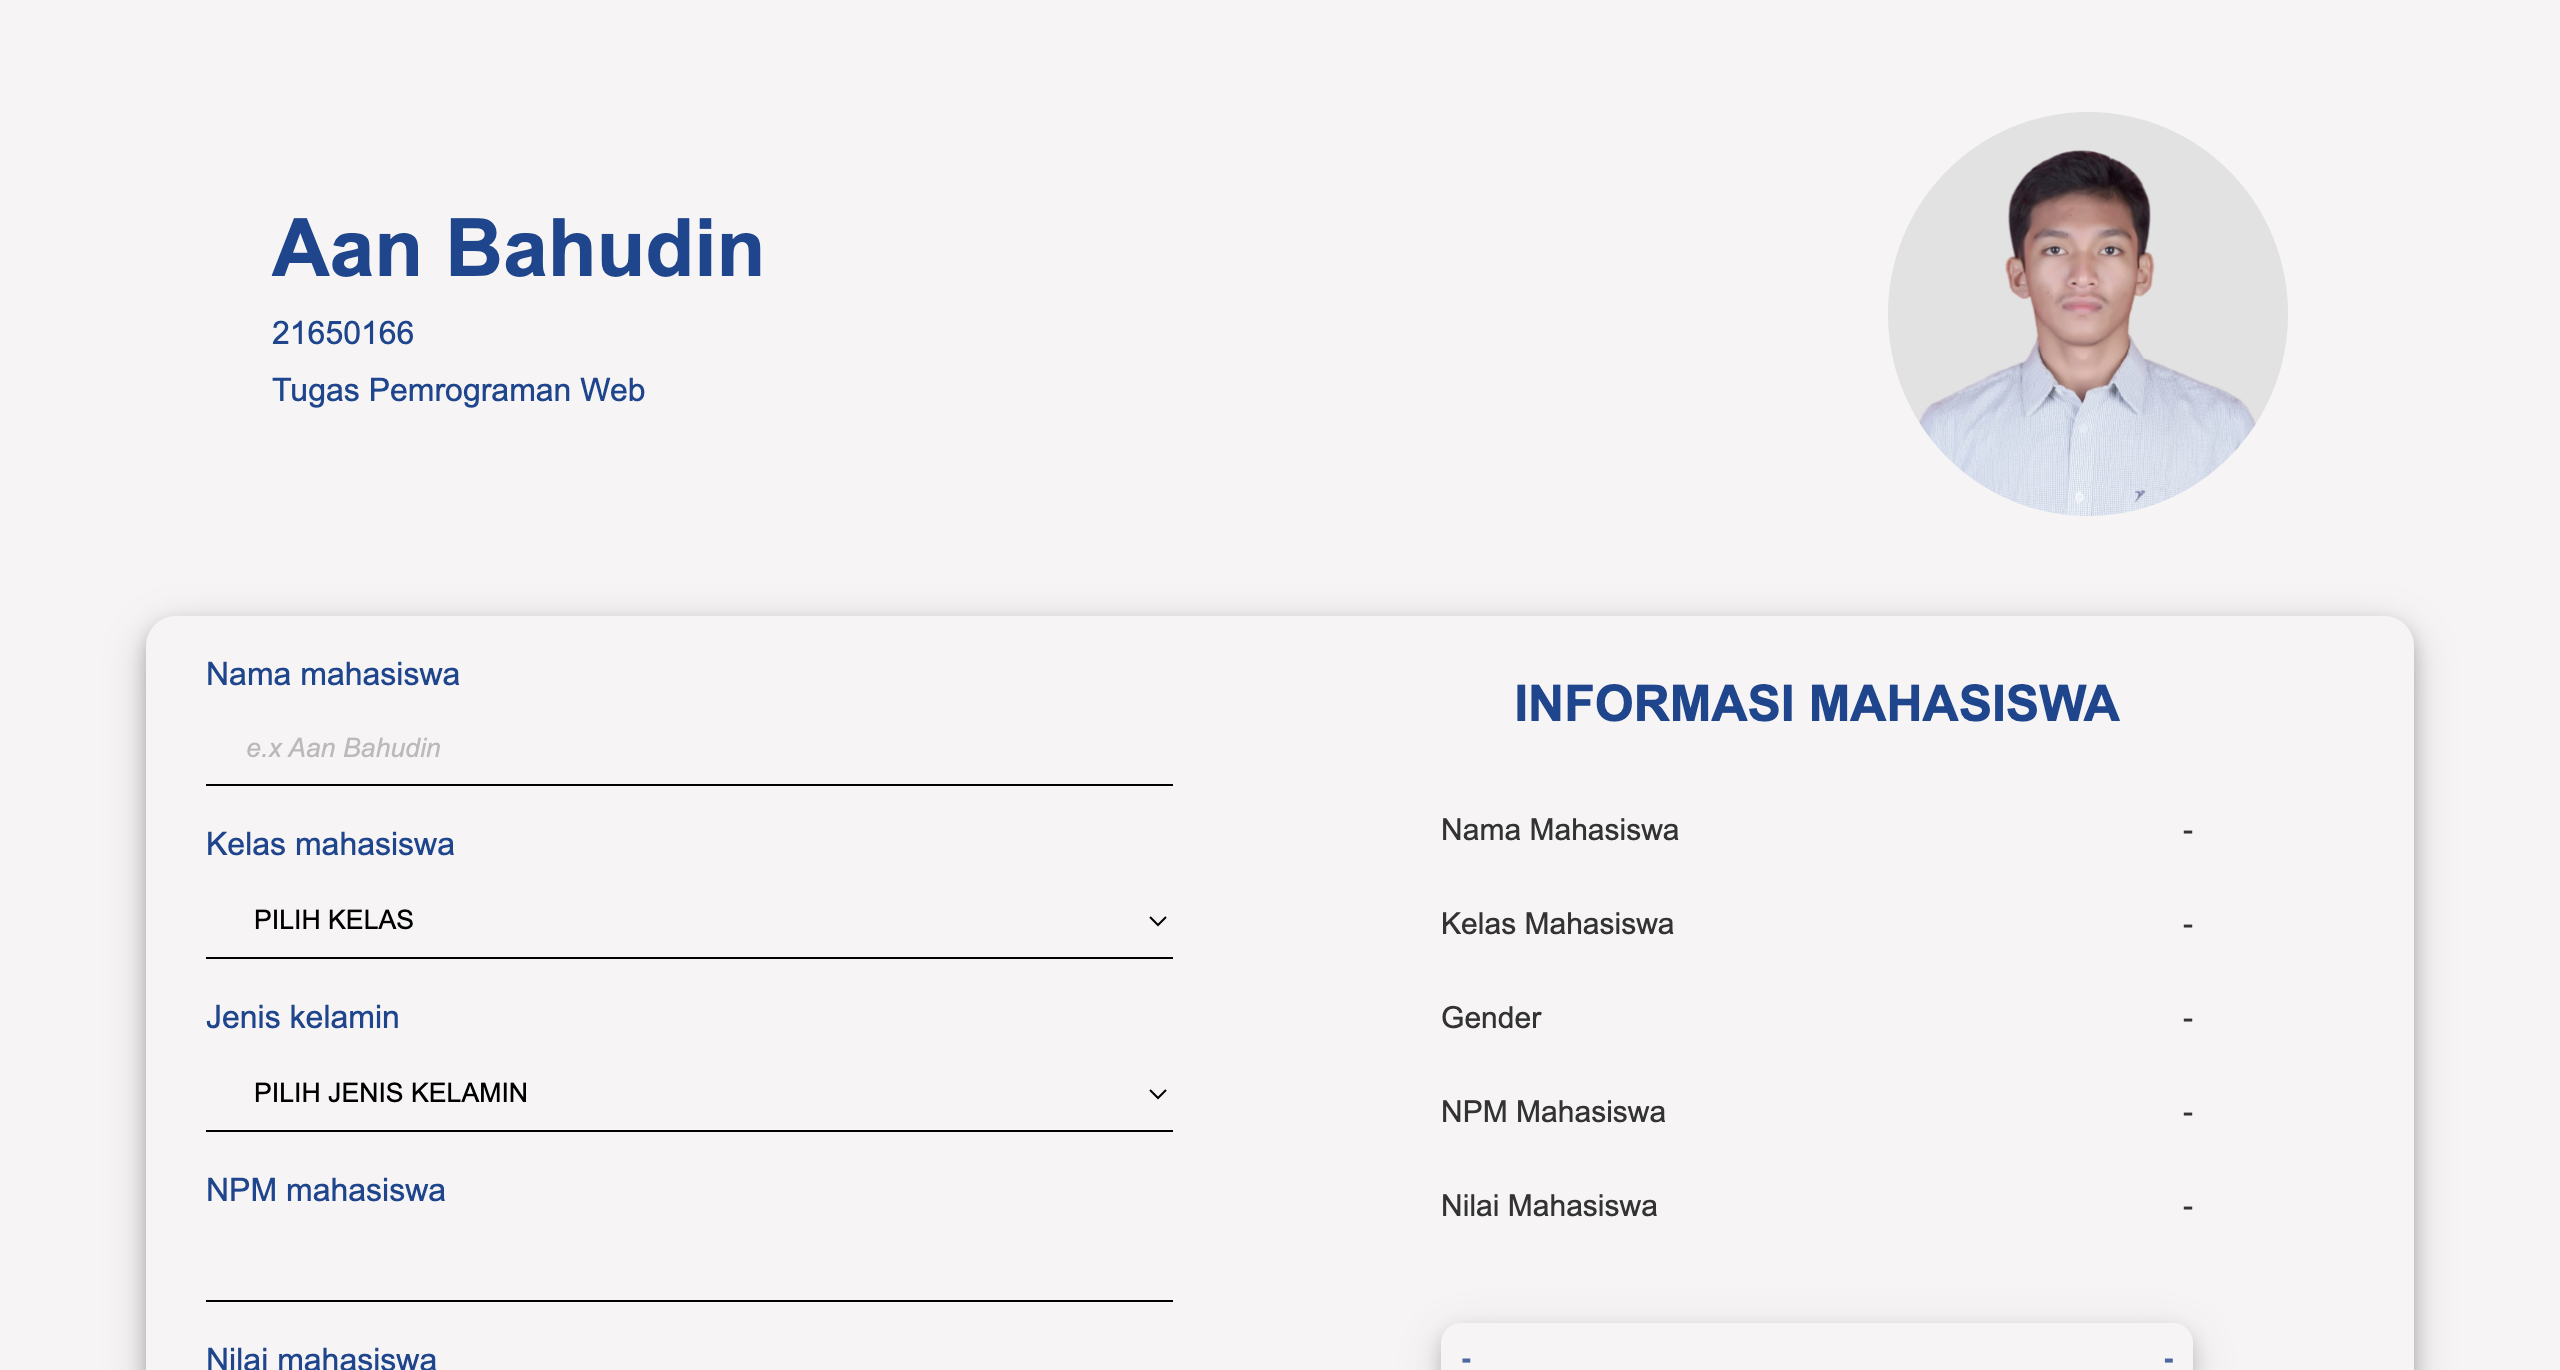 Aan Bahudin
21650166
Tugas Pemrograman Web
Nama mahasiswa
e.x Aan Bahudin
Kelas mahasiswa
PILIH KELAS
Jenis kelamin
PILIH JENIS KELAMIN
NPM mahasiswa
Nilai mahasiswa
INFORMASI MAHASISWA
Nama Mahasiswa -
Kelas Mahasiswa -
Gender -
NPM Mahasiswa -
Nilai Mahasiswa -
- -